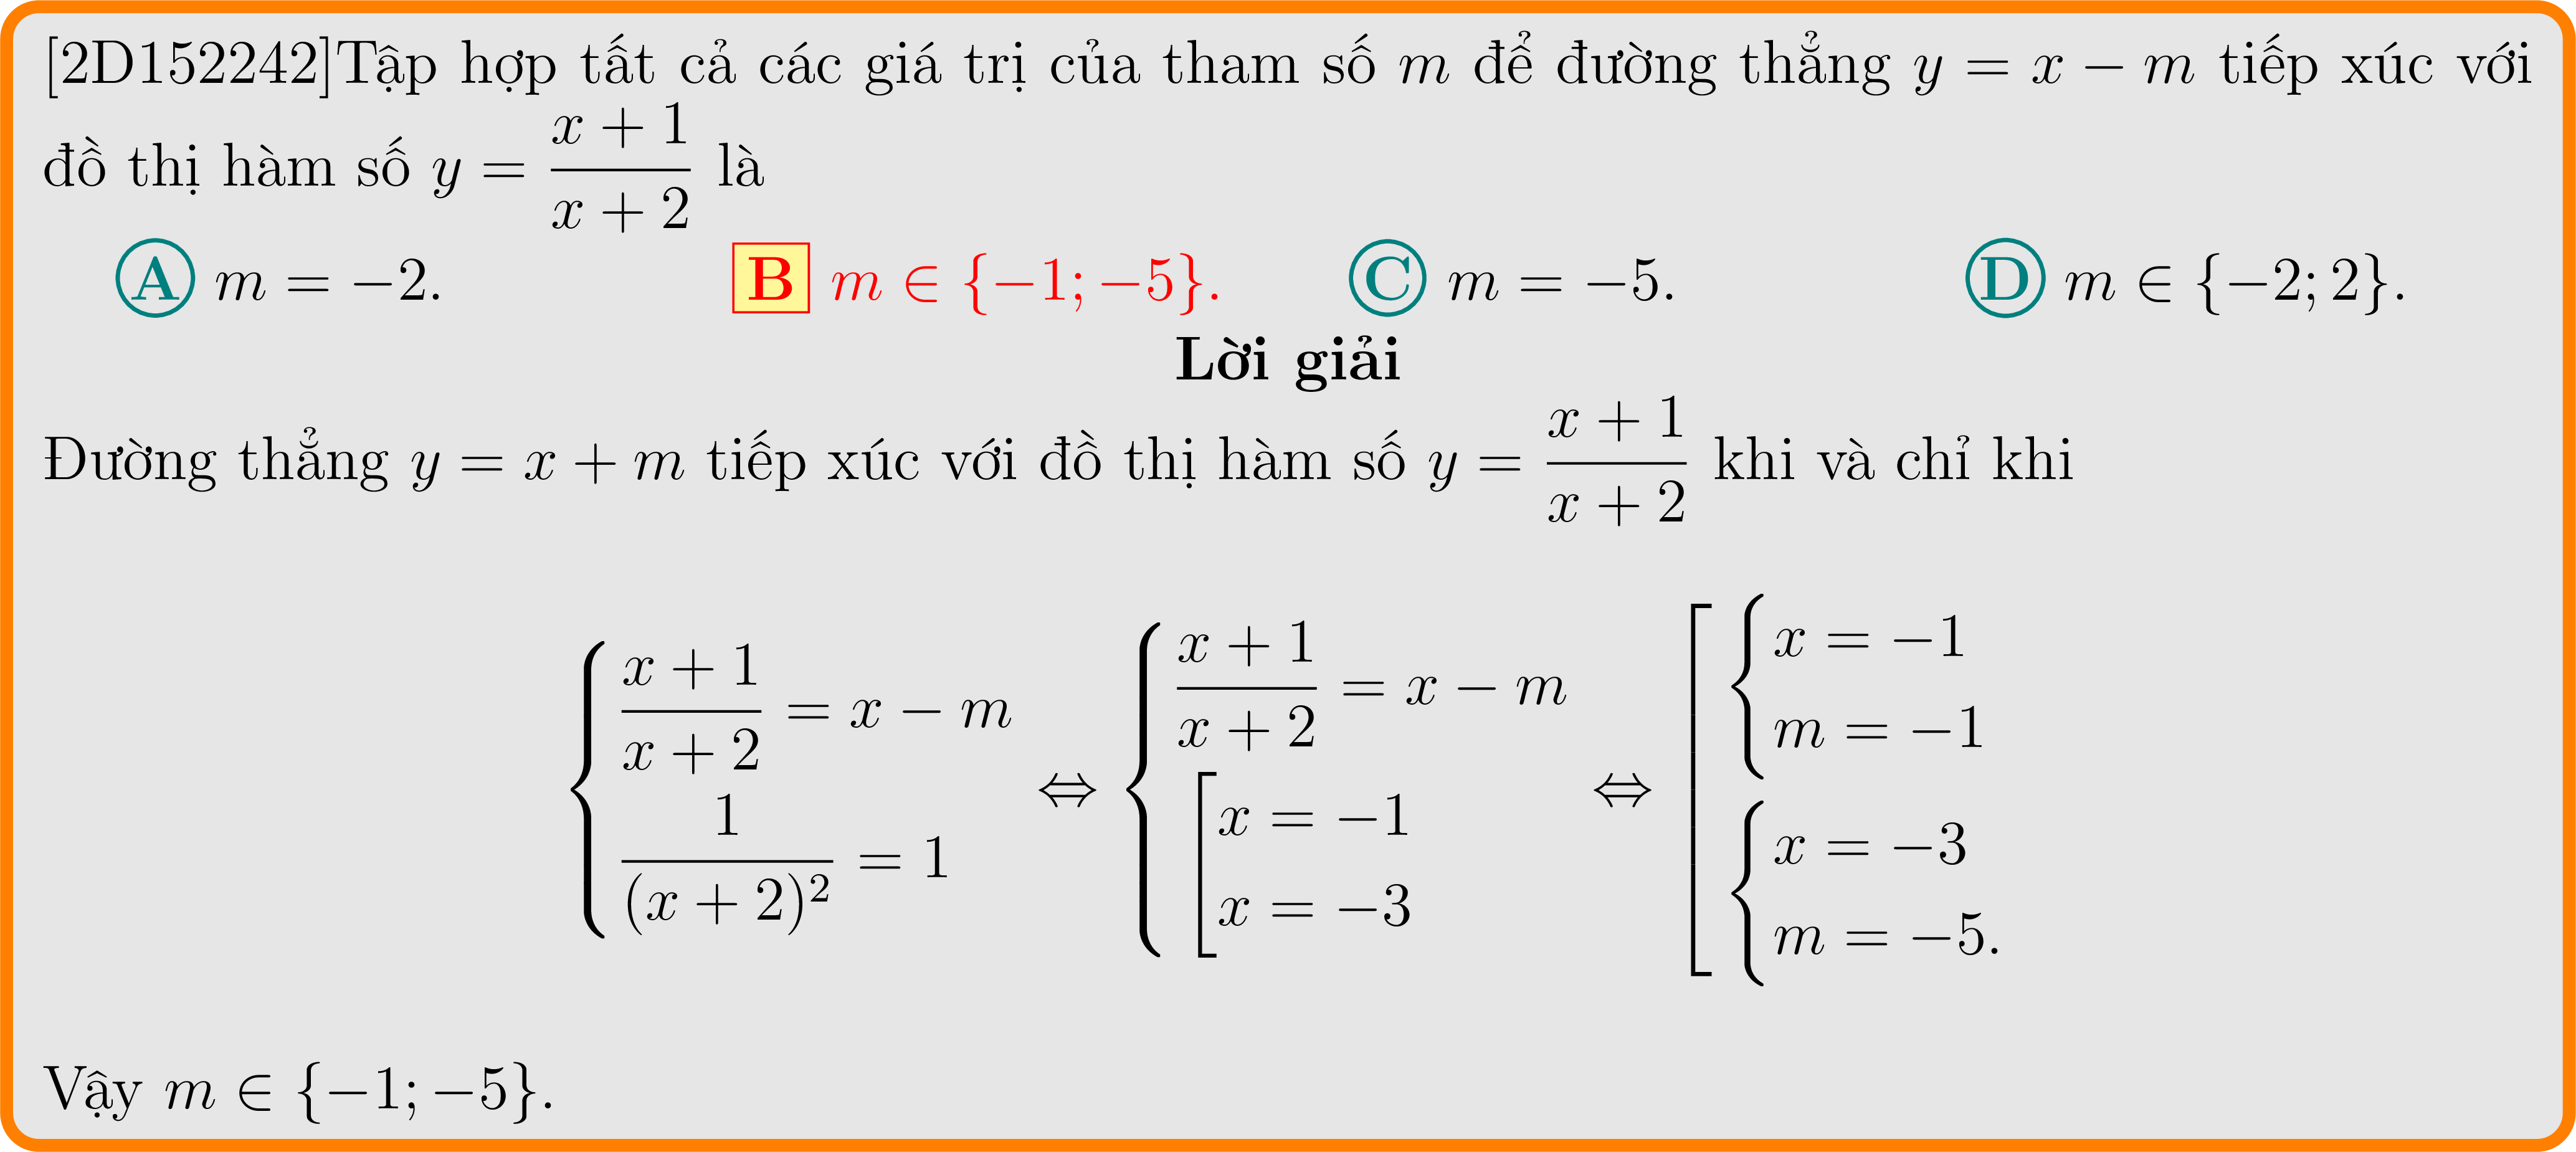 [2D152242]Tập hợp tất cả các giá trị của tham số m để đường thẳng y = x − m tiếp xúc với
đồ thị hàm số y = \frac{x + 1}{x + 2} là
A m = −2. B m ∈ {−1; −5}. C m = −5. D m ∈ {−2; 2}.
Lời giải
Đường thẳng y = x + m tiếp xúc với đồ thị hàm số y = \frac{x + 1}{x + 2} khi và chỉ khi
\begin{cases} \frac{x + 1}{x + 2} = x − m \\ \frac{1}{(x + 2)^2} = 1 \end{cases} ⇔ \begin{cases} \frac{x + 1}{x + 2} = x − m \\ \left[\begin{array}{l} x = −1 \\ x = −3 \end{array}\right. \end{cases} ⇔ \left[\begin{array}{l} \begin{cases} x = −1 \\ m = −1 \end{cases} \\ \begin{cases} x = −3 \\ m = −5. \end{cases} \end{array}\right.
Vậy m ∈ {−1; −5}.